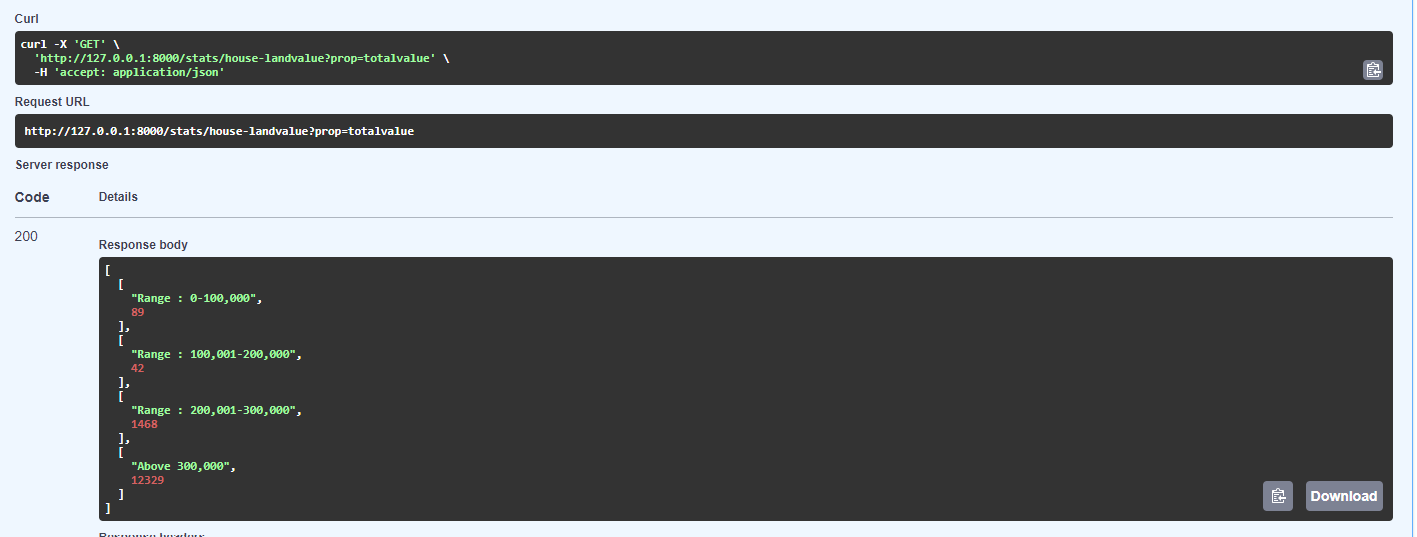 Curl
curl -X 'GET' \
'http://127.0.0.1:8000/stats/house-landvalue?prop=totalvalue' \
-H 'accept: application/json'
Request URL
http://127.0.0.1:8000/stats/house-landvalue?prop=totalvalue
Server response
Code Details
200
Response body
[
[
"Range : 0-100,000",
89
],
[
"Range : 100,001-200,000",
42
],
[
"Range : 200,001-300,000",
1468
],
[
"Above 300,000",
12329
]
]
Download
Response headers